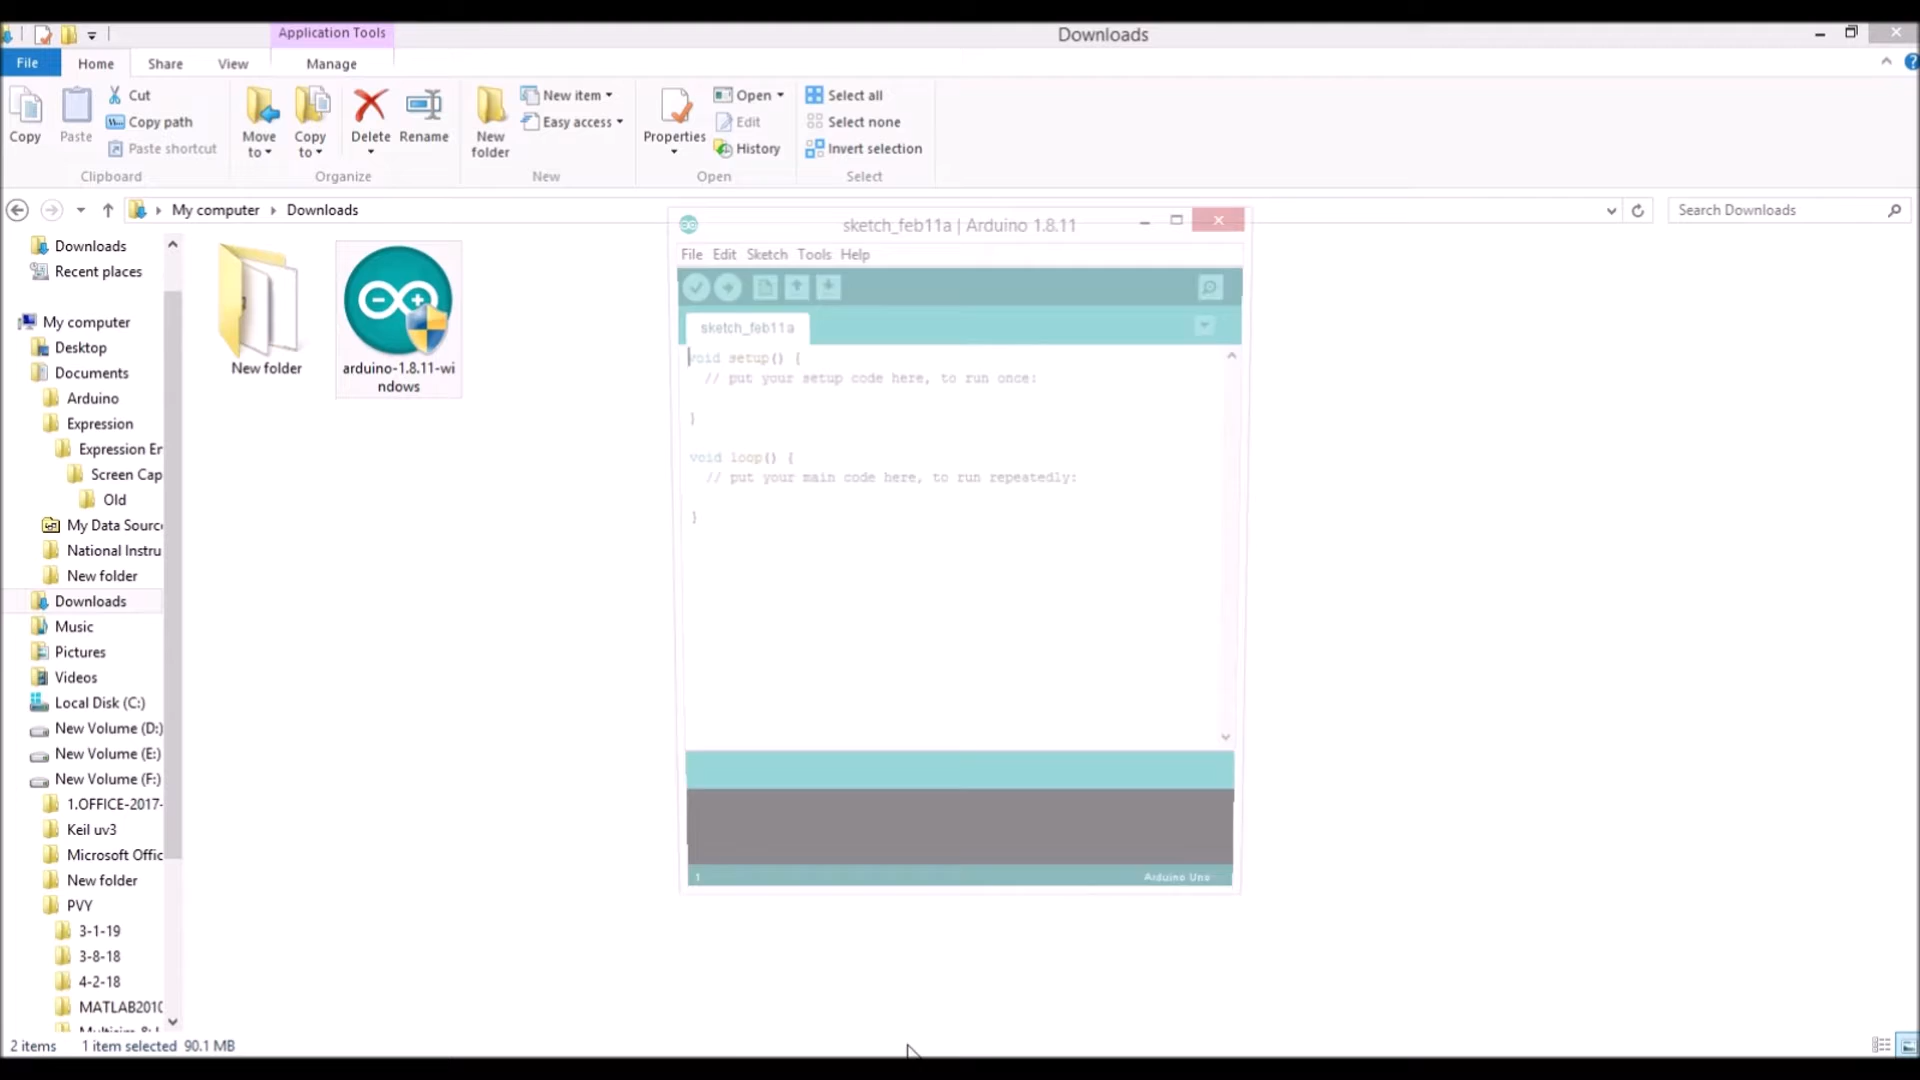 Application Tools
Downloads
File
Home
Share
View
Manage
Copy
Paste
Cut
Copy path
Paste shortcut
Clipboard
Move to
Copy to
Delete
Rename
Organize
New folder
New item
Easy access
New
Properties
Open
Edit
History
Open
Select all
Select none
Invert selection
Select
My computer
Downloads
Search Downloads
Downloads
Recent places
My computer
Desktop
Documents
Arduino
Expression
Expression Er
Screen Cap
Old
My Data Sourc
National Instru
New folder
Downloads
Music
Pictures
Videos
Local Disk (C:)
New Volume (D:)
New Volume (E:)
New Volume (F:)
1.OFFICE-2017-
Keil uv3
Microsoft Offic
New folder
PVY
3-1-19
3-8-18
4-2-18
MATLAB2010
New folder
arduino-1.8.11-wi
ndows
sketch_feb11a | Arduino 1.8.11
File Edit Sketch Tools Help
sketch_feb11a
void setup() {
// put your setup code here, to run once:
}
void loop() {
// put your main code here, to run repeatedly:
}
1
Arduino Uno
2 items
1 item selected 90.1 MB